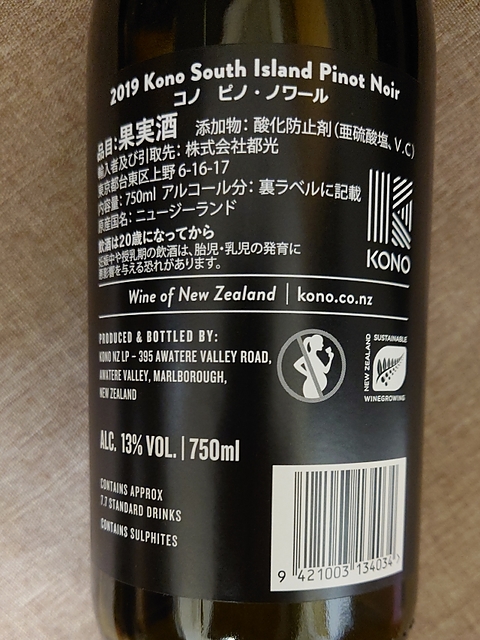 2019 Kono South Island Pinot Noir
コノ ピノ・ノワール
品目:果実酒 添加物:酸化防止剤(亜硫酸塩、V.C)
輸入者及び引取先:株式会社都光
東京都台東区上野6-16-17
内容量:750ml アルコール分:裏ラベルに記載
原産国名:ニュージーランド
飲酒は20歳になってから
妊娠中や授乳期の飲酒は、胎児・乳児の発育に
悪影響を与える恐れがあります。
KONO
Wine of New Zealand | kono.co.nz
PRODUCED & BOTTLED BY:
KONO NZ LP – 395 AWATERE VALLEY ROAD,
AWATERE VALLEY, MARLBOROUGH,
NEW ZEALAND
NEW ZEALAND
SUSTAINABLE
WINEGROWING
ALC. 13% VOL. | 750ml
CONTAINS APPROX
7.7 STANDARD DRINKS
CONTAINS SULPHITES
9 421003 134034